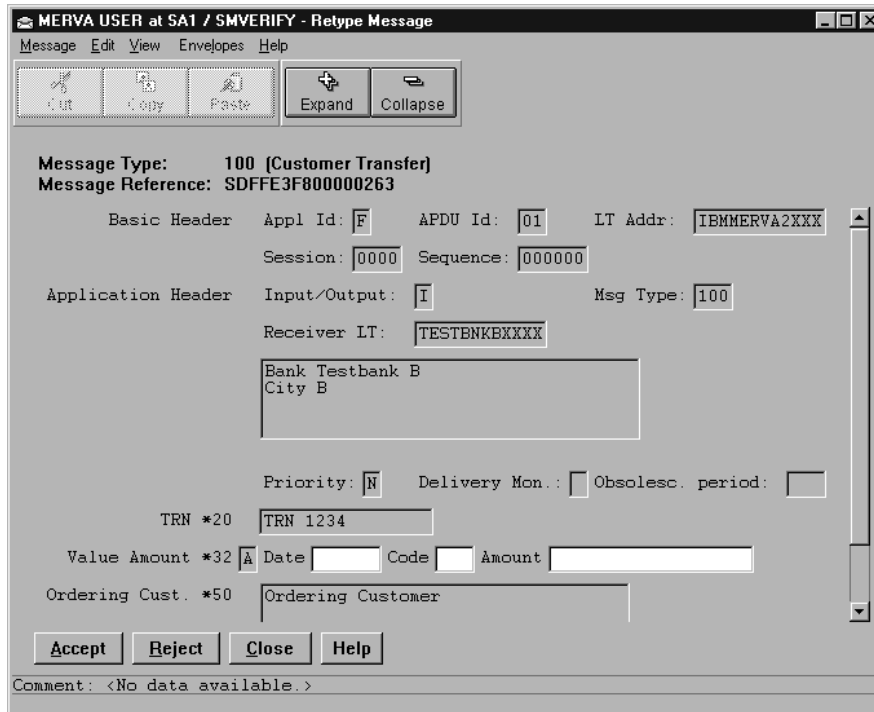 MERVA USER at SA1 / SMVERIFY - Retype Message
Message Edit View Envelopes Help
Cut Copy Paste Expand Collapse
Message Type: 100 (Customer Transfer)
Message Reference: SDFFE3F800000263
Basic Header Appl Id: F APDU Id: 01 LT Addr: IBMMERVA2XXX
Session: 0000 Sequence: 000000
Application Header Input/Output: I Msg Type: 100
Receiver LT: TESTBNKBXXXX
Bank Testbank B
City B
Priority: N Delivery Mon.: Obsolesc. period:
TRN *20 TRN 1234
Value Amount *32 A Date Code Amount
Ordering Cust. *50 Ordering Customer
Accept Reject Close Help
Comment: <No data available.>